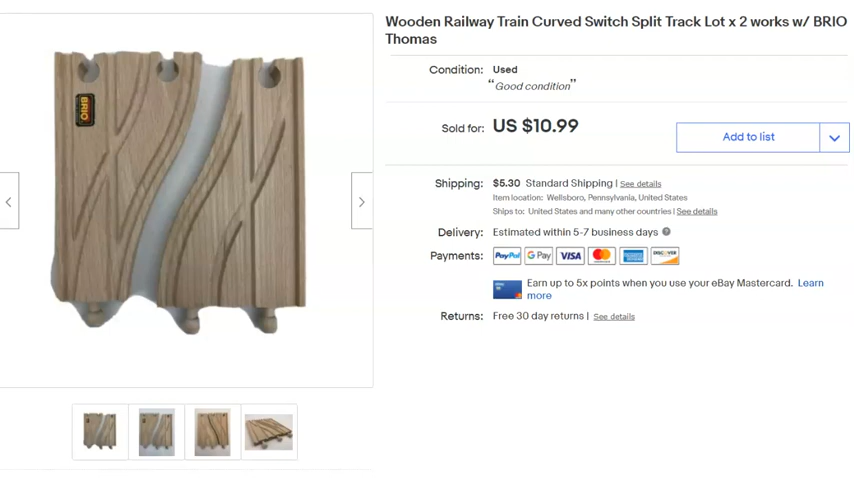 Wooden Railway Train Curved Switch Split Track Lot x 2 works w/ BRIO
Thomas
Condition: Used
“Good condition”
Sold for: US $10.99
Add to list
Shipping: $5.30 Standard Shipping | See details
Item location: Wellsboro, Pennsylvania, United States
Ships to: United States and many other countries | See details
Delivery: Estimated within 5-7 business days
Payments: PayPal G Pay VISA
DISCOVER
Earn up to 5x points when you use your eBay Mastercard. Learn
more
Returns: Free 30 day returns | See details
BRIO